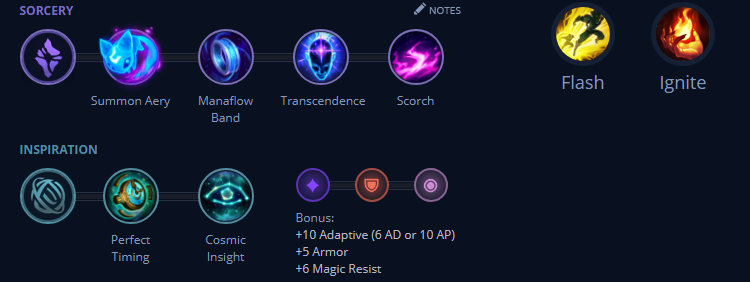 SORCERY
NOTES
Summon Aery
Manaflow
Band
Transcendence
Scorch
Flash
Ignite
INSPIRATION
Perfect
Timing
Cosmic
Insight
Bonus:
+10 Adaptive (6 AD or 10 AP)
+5 Armor
+6 Magic Resist